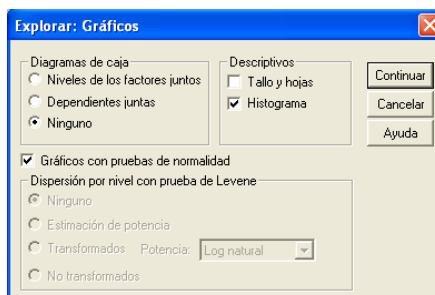 Explorar: Gráficos
Diagramas de caja
Niveles de los factores juntos
Dependientes juntas
Ninguno
Descriptivos
Tallo y hojas
Histograma
Continuar
Cancelar
Ayuda
Gráficos con pruebas de normalidad
Dispersión por nivel con prueba de Levene
Ninguno
Estimación de potencia
Transformados Potencia: Log natural
No transformados